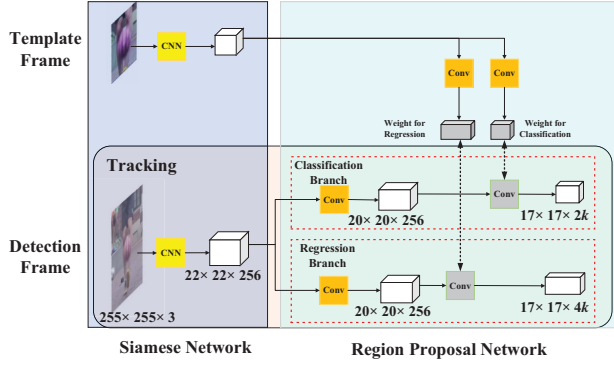 Template
Frame
CNN
Conv
Conv
Weight for
Regression
Weight for
Classification
Tracking
Classification
Branch
Conv
20× 20× 256
Conv
17× 17× 2k
Detection
Frame
CNN
22× 22× 256
255× 255× 3
Regression
Branch
Conv
20× 20× 256
Conv
17× 17× 4k
Siamese Network
Region Proposal Network